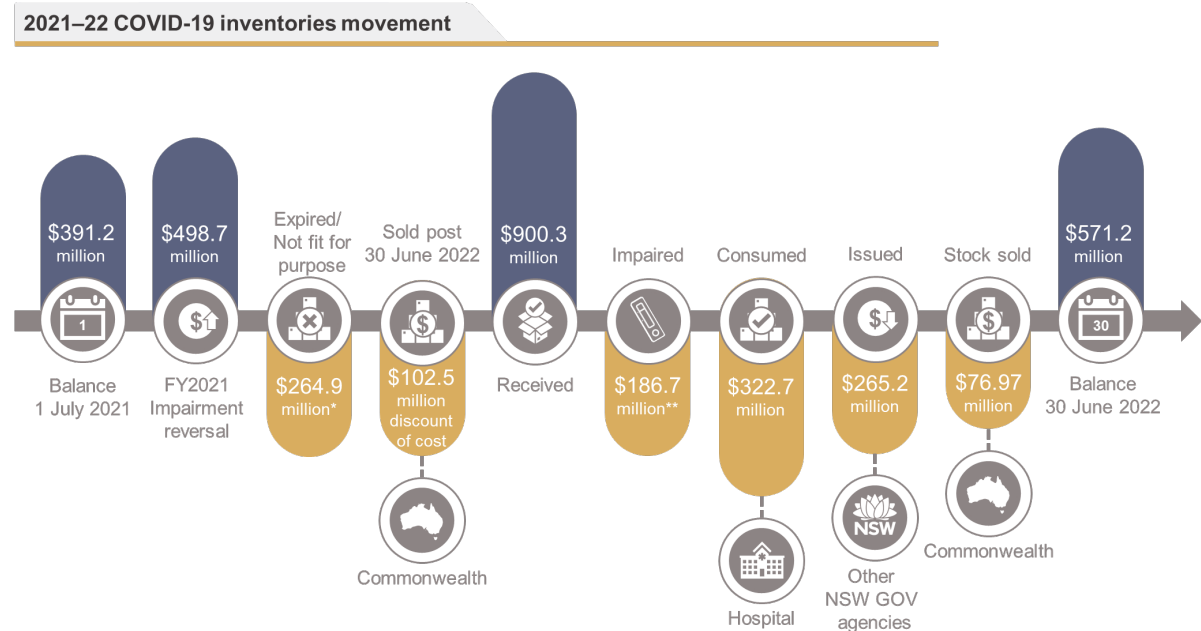 2021–22 COVID-19 inventories movement
$391.2
million
1
Balance
1 July 2021
$498.7
million
$
FY2021
Impairment
reversal
Expired/
Not fit for
purpose
$264.9
million*
Sold post
30 June 2022
$
$102.5
million
discount
of cost
Commonwealth
$900.3
million
Received
Impaired
$186.7
million**
Consumed
$322.7
million
Hospital
Issued
$
$265.2
million
NSW
Other
NSW GOV
agencies
Stock sold
$
$76.97
million
Commonwealth
$571.2
million
30
Balance
30 June 2022